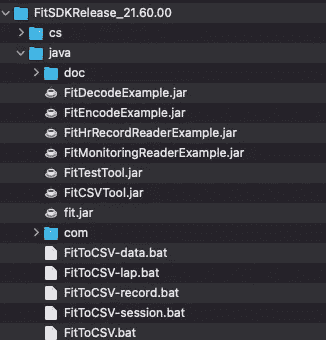 FitSDKRelease_21.60.00
cs
java
doc
FitDecodeExample.jar
FitEncodeExample.jar
FitHrRecordReaderExample.jar
FitMonitoringReaderExample.jar
FitTestTool.jar
FitCSVTool.jar
fit.jar
com
FitToCSV-data.bat
FitToCSV-lap.bat
FitToCSV-record.bat
FitToCSV-session.bat
FitToCSV.bat